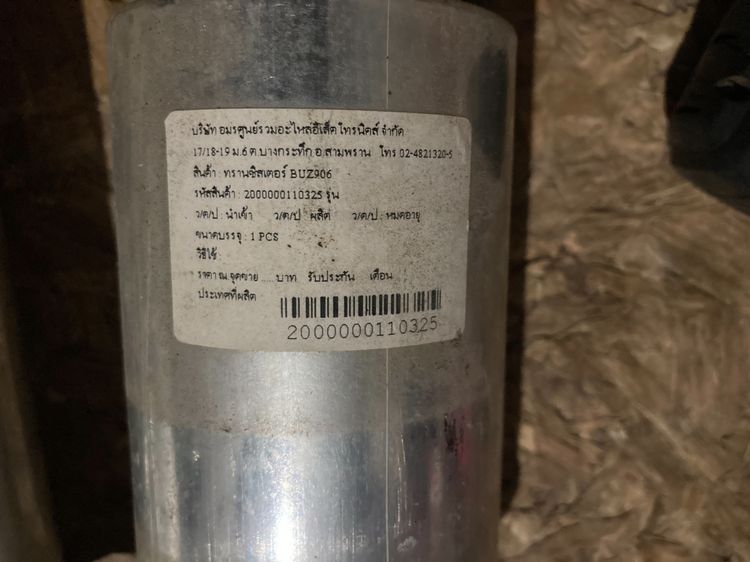 บริษัท อมรศูนย์รวมอะไหล่อีเล็คโทรนิคส์ จำกัด
17/18-19 ม.6 ต.บางกระทึก อ.สามพราน โทร 02-4821320-5
สินค้า : ทรานซิสเตอร์ BUZ906
รหัสสินค้า : 2000000110325 รุ่น
ว/ด/ป : นำเข้า ว/ด/ป ผลิต ว/ด/ป : หมดอายุ
ขนาดบรรจุ : 1 PCS
วิธีใช้ :
ราคา ณ จุดขาย ...... บาท รับประกัน เดือน
ประเทศที่ผลิต
2000000110325